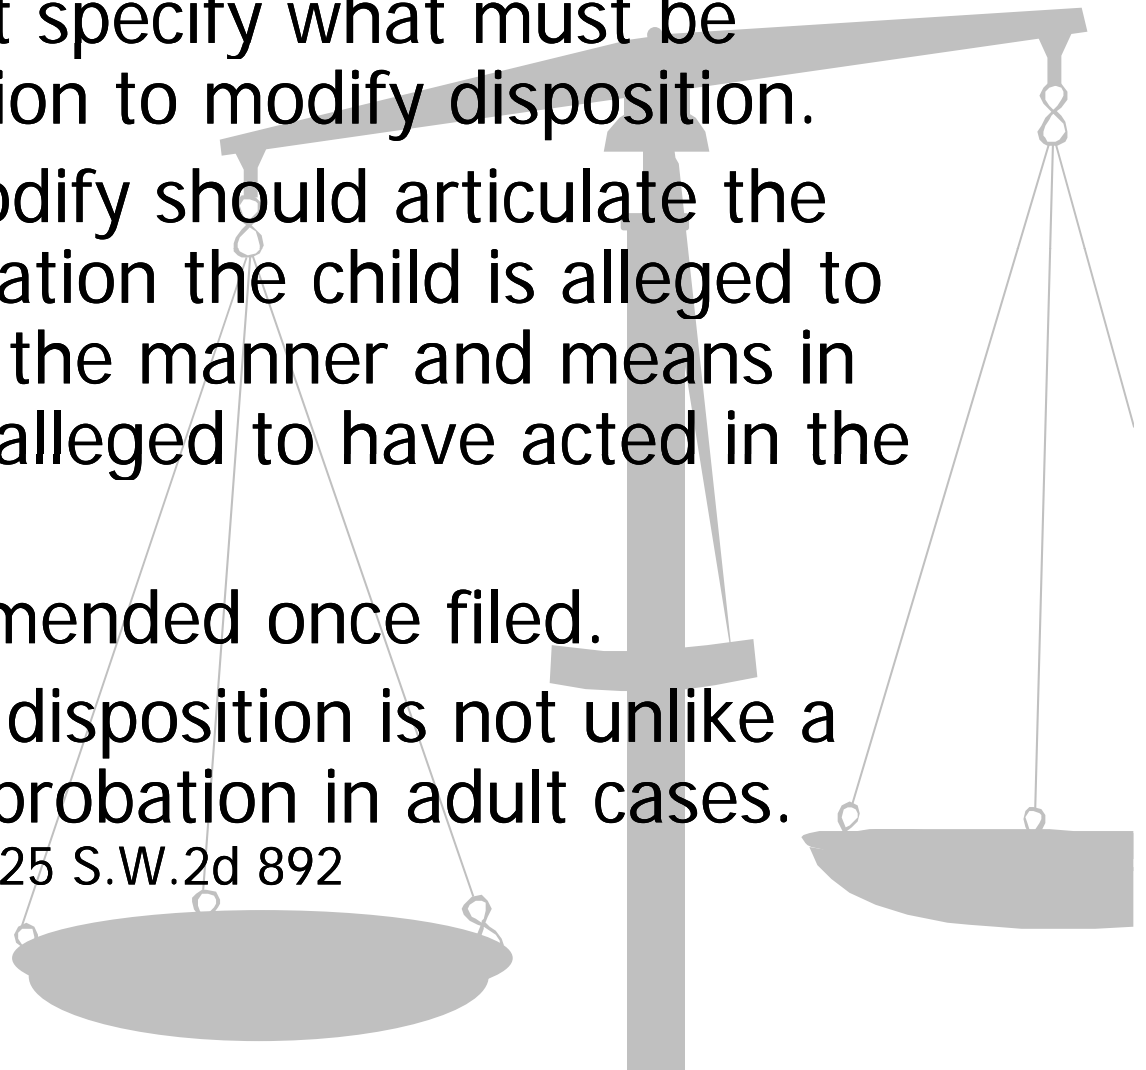 t specify what must be
ion to modify disposition.
odify should articulate the
ation the child is alleged to
the manner and means in
alleged to have acted in the
mended once filed.
disposition is not unlike a
probation in adult cases.
25 S.W.2d 892